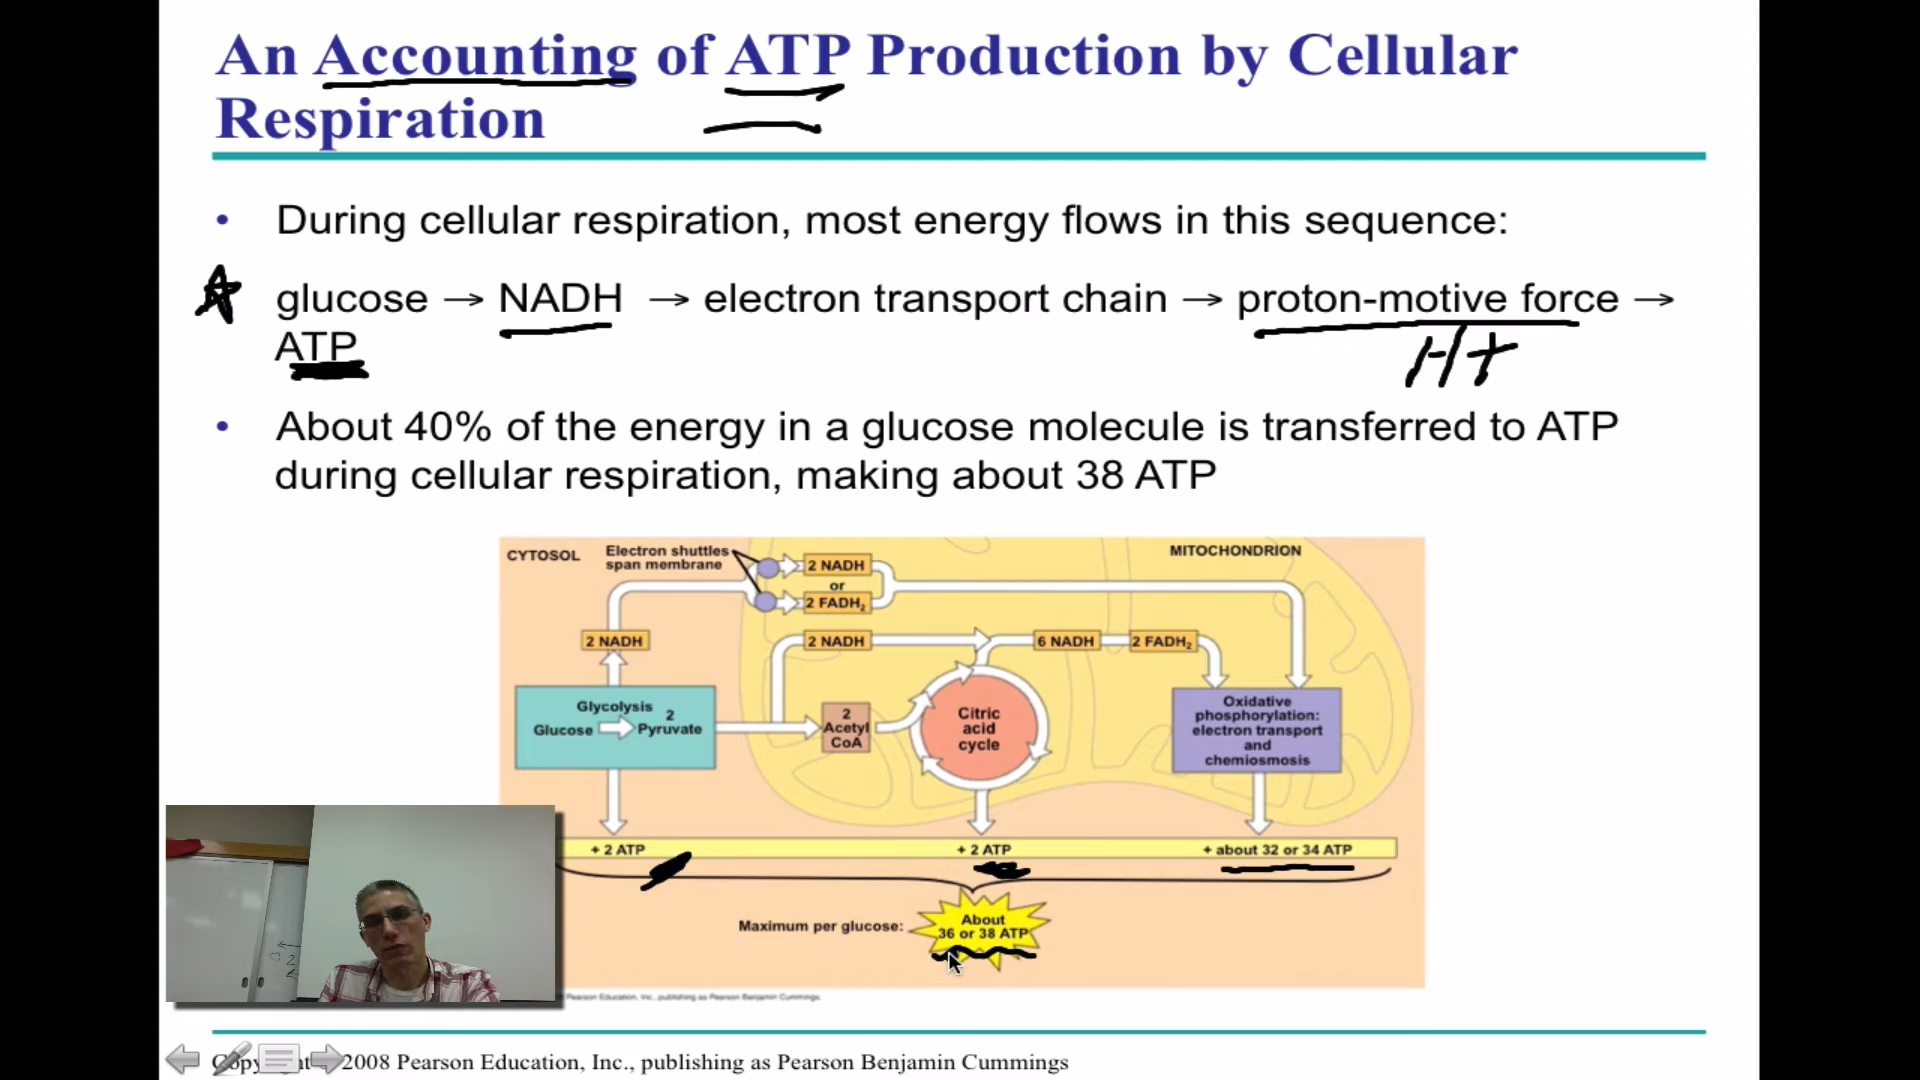 An Accounting of ATP Production by Cellular
Respiration
• During cellular respiration, most energy flows in this sequence:
glucose → NADH → electron transport chain → proton-motive force →
ATP
H+
• About 40% of the energy in a glucose molecule is transferred to ATP
during cellular respiration, making about 38 ATP
CYTOSOL
Electron shuttles
span membrane
MITOCHONDRION
2 NADH
or
2 FADH₂
2 NADH
2 NADH
6 NADH
2 FADH₂
Glycolysis
Glucose
2
Pyruvate
2
Acetyl
CoA
Citric
acid
cycle
Oxidative
phosphorylation:
electron transport
and
chemiosmosis
+ 2 ATP
+ 2 ATP
+ about 32 or 34 ATP
Maximum per glucose:
About
36 or 38 ATP
Pearson Education, Inc., publishing as Pearson Benjamin Cummings.
2008 Pearson Education, Inc., publishing as Pearson Benjamin Cummings